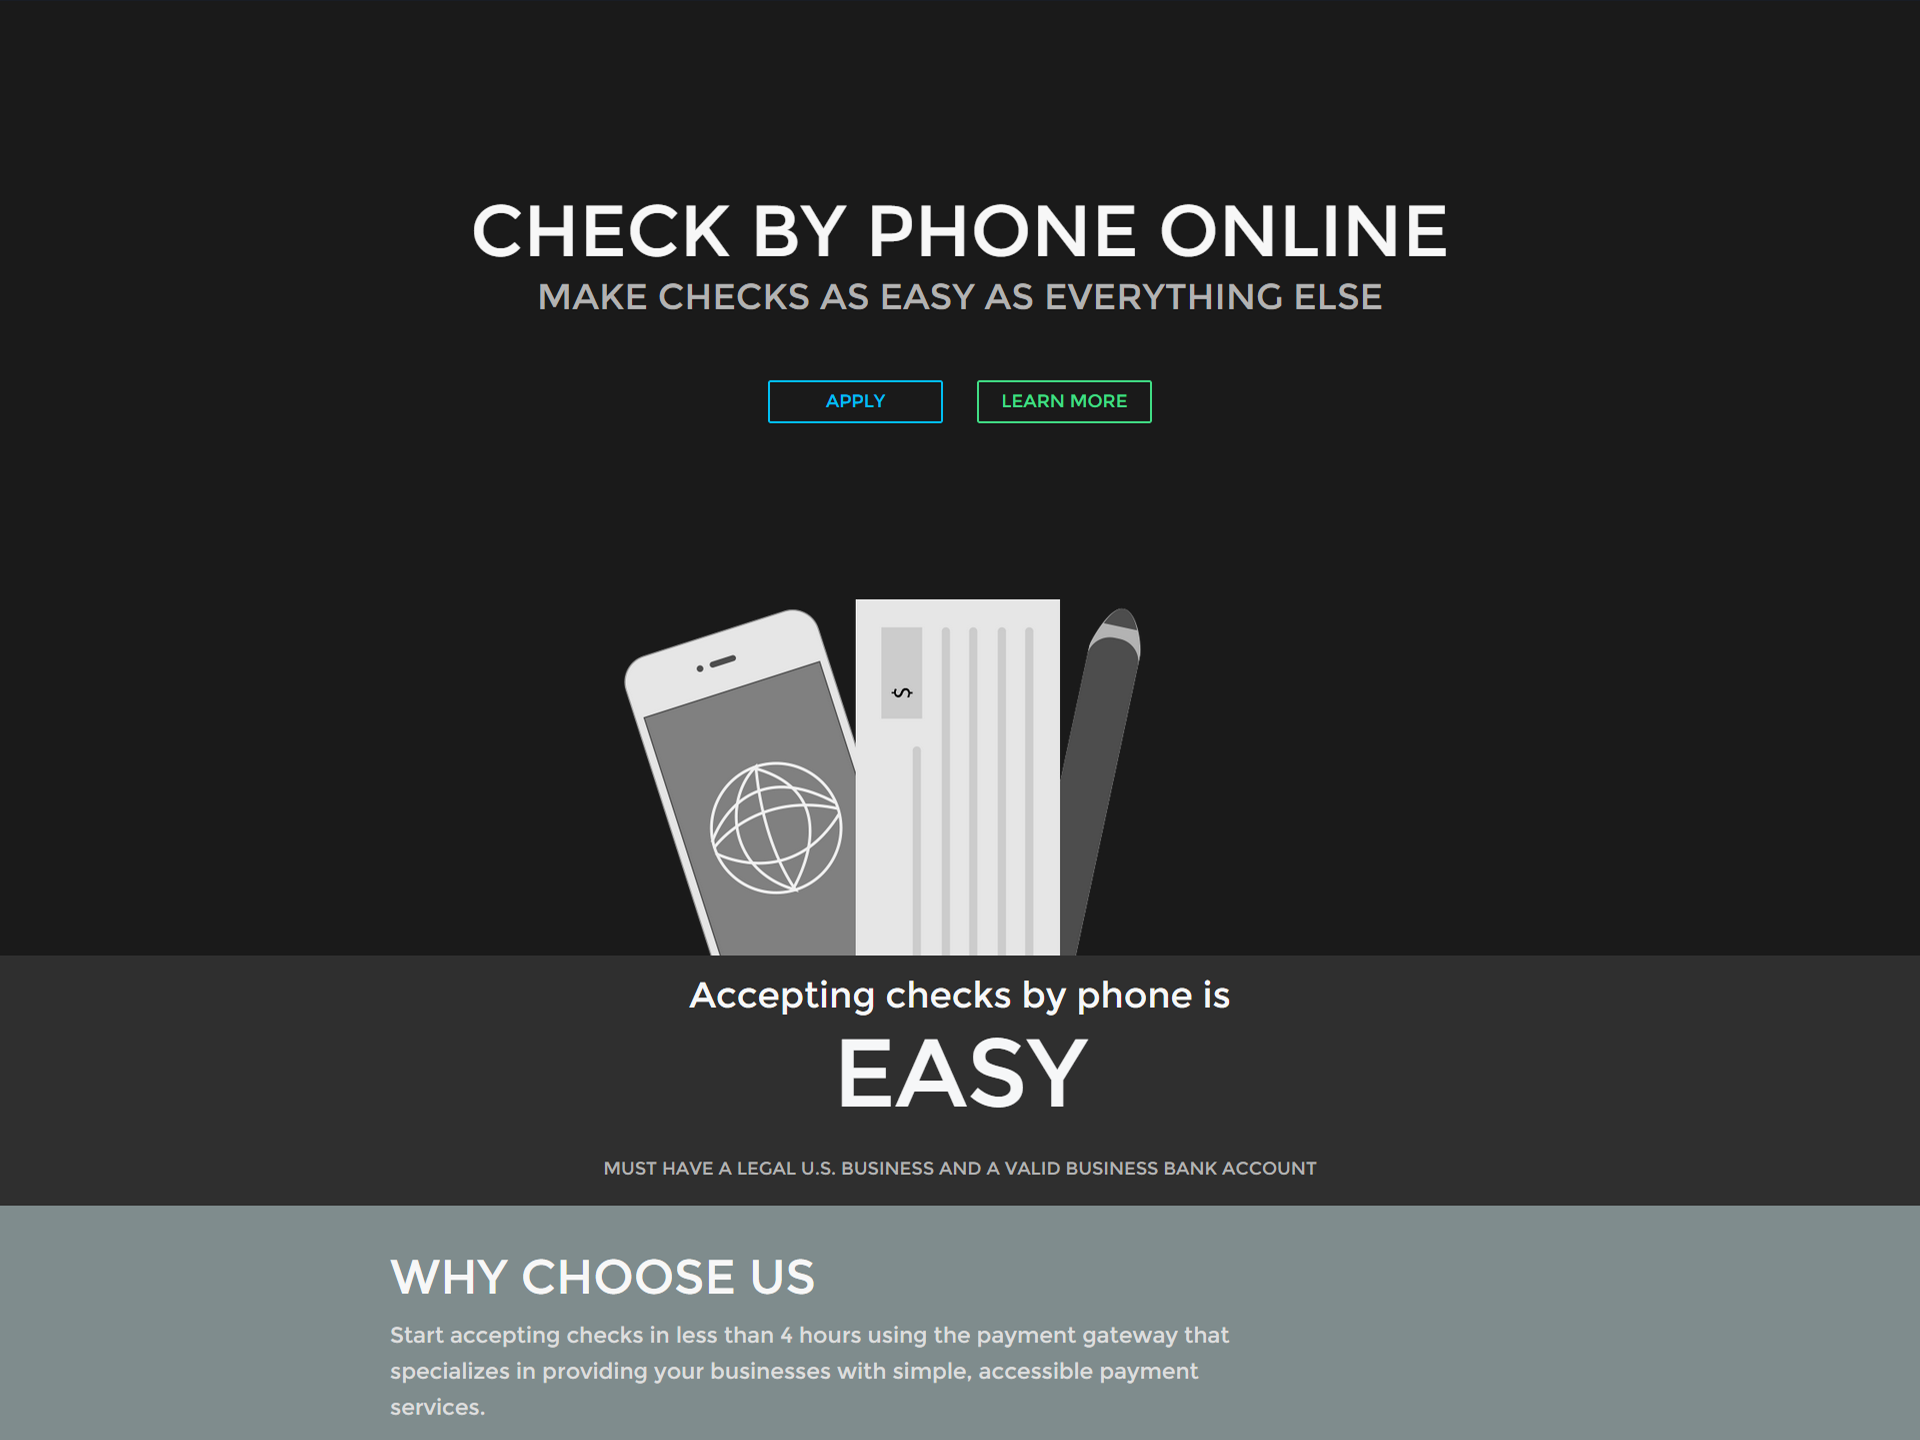 CHECK BY PHONE ONLINE
MAKE CHECKS AS EASY AS EVERYTHING ELSE
APPLY
LEARN MORE
$
Accepting checks by phone is
EASY
MUST HAVE A LEGAL U.S. BUSINESS AND A VALID BUSINESS BANK ACCOUNT
WHY CHOOSE US
Start accepting checks in less than 4 hours using the payment gateway that
specializes in providing your businesses with simple, accessible payment
services.